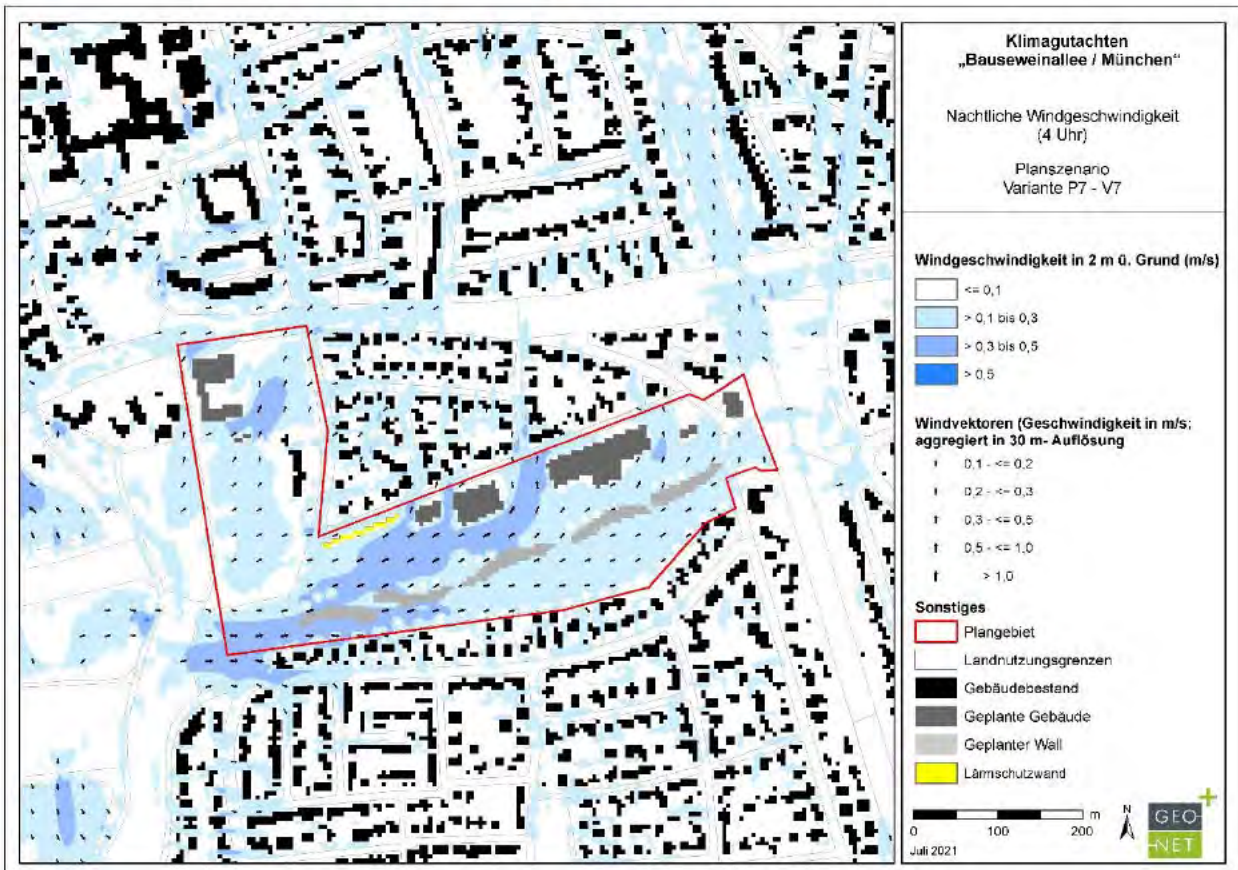 Klimagutachten
„Bauseweinallee / München“
Nächtliche Windgeschwindigkeit
(4 Uhr)
Planszenario
Variante P7 - V7
Windgeschwindigkeit in 2 m ü. Grund (m/s)
<= 0,1
> 0,1 bis 0,3
> 0,3 bis 0,5
> 0,5
Windvektoren (Geschwindigkeit in m/s;
aggregiert in 30 m- Auflösung
0,1 - <= 0,2
0,2 - <= 0,3
0,3 - <= 0,5
0,5 - <= 1,0
> 1,0
Sonstiges
Plangebiet
Landnutzungsgrenzen
Gebäudebestand
Geplante Gebäude
Geplanter Wall
Lärmschutzwand
m
0 100 200
N
Juli 2021
GEO-
NET